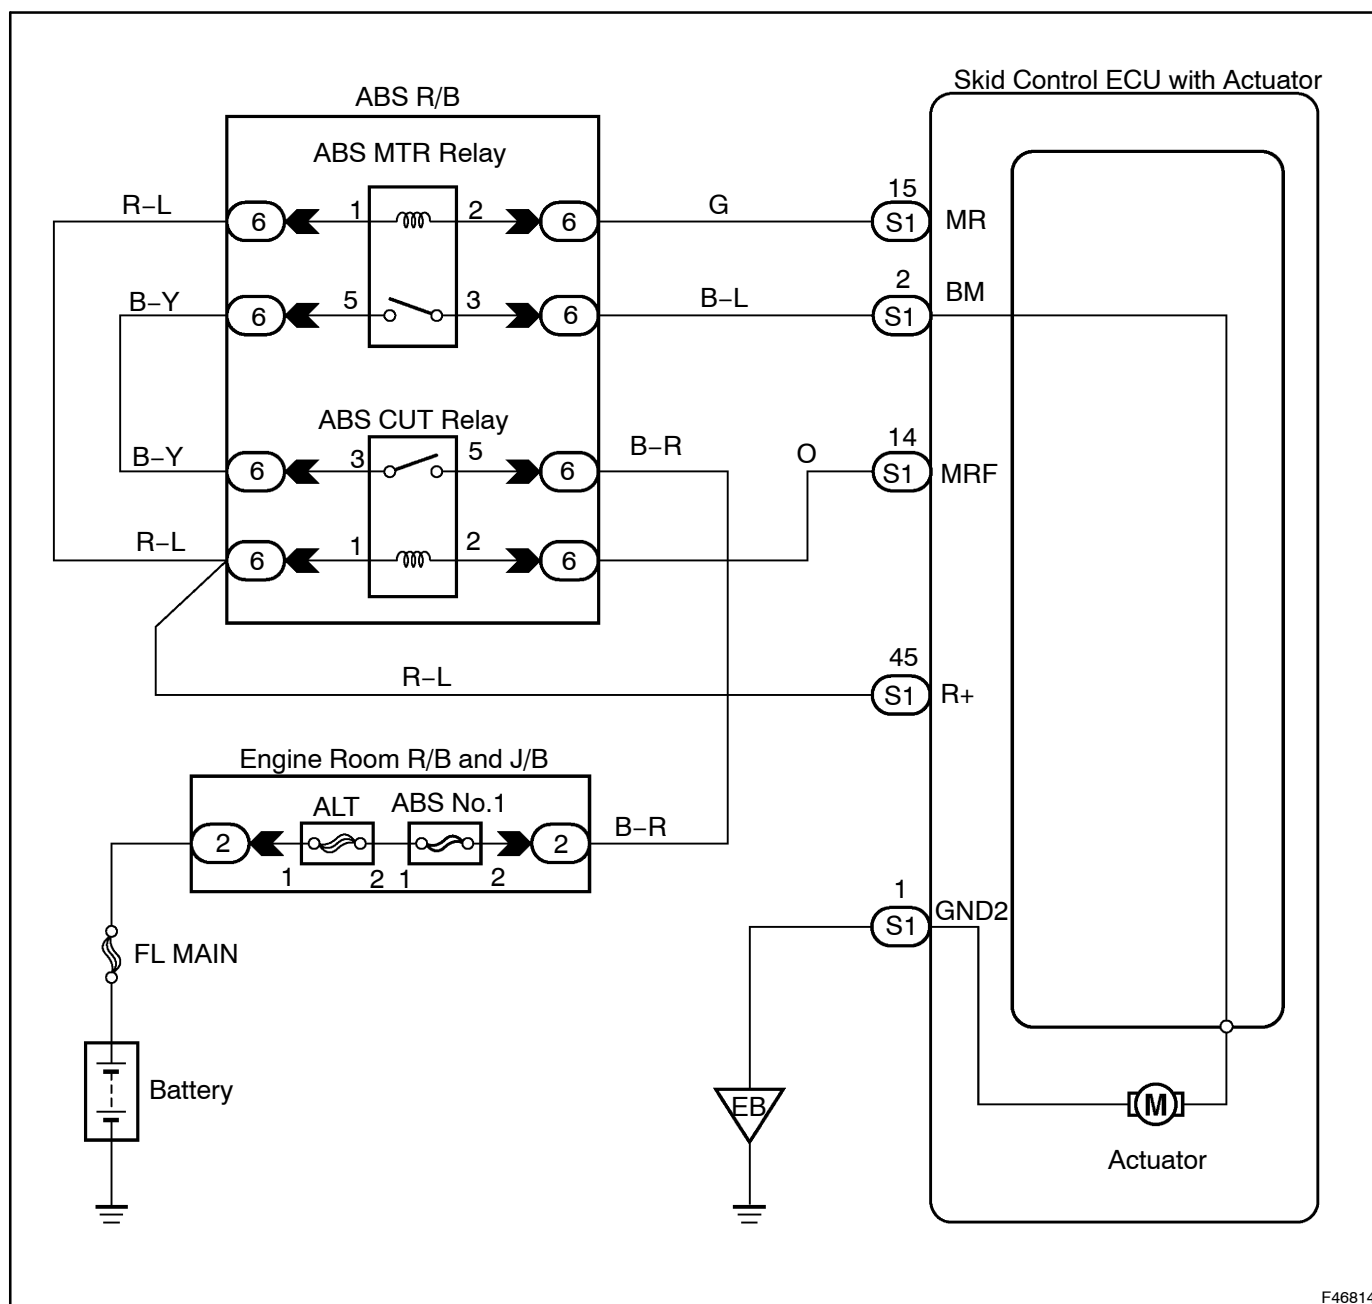 Skid Control ECU with Actuator
ABS R/B
ABS MTR Relay
R–L
6
1
2
6
G
15
S1
MR
B–Y
6
5
3
6
B–L
2
S1
BM
ABS CUT Relay
B–Y
6
3
5
6
B–R
O
14
S1
MRF
R–L
6
1
2
6
R–L
45
S1
R+
Engine Room R/B and J/B
ALT
ABS No.1
2
1
2
1
2
2
B–R
1
S1
GND2
FL MAIN
Battery
EB
M
Actuator
F46814